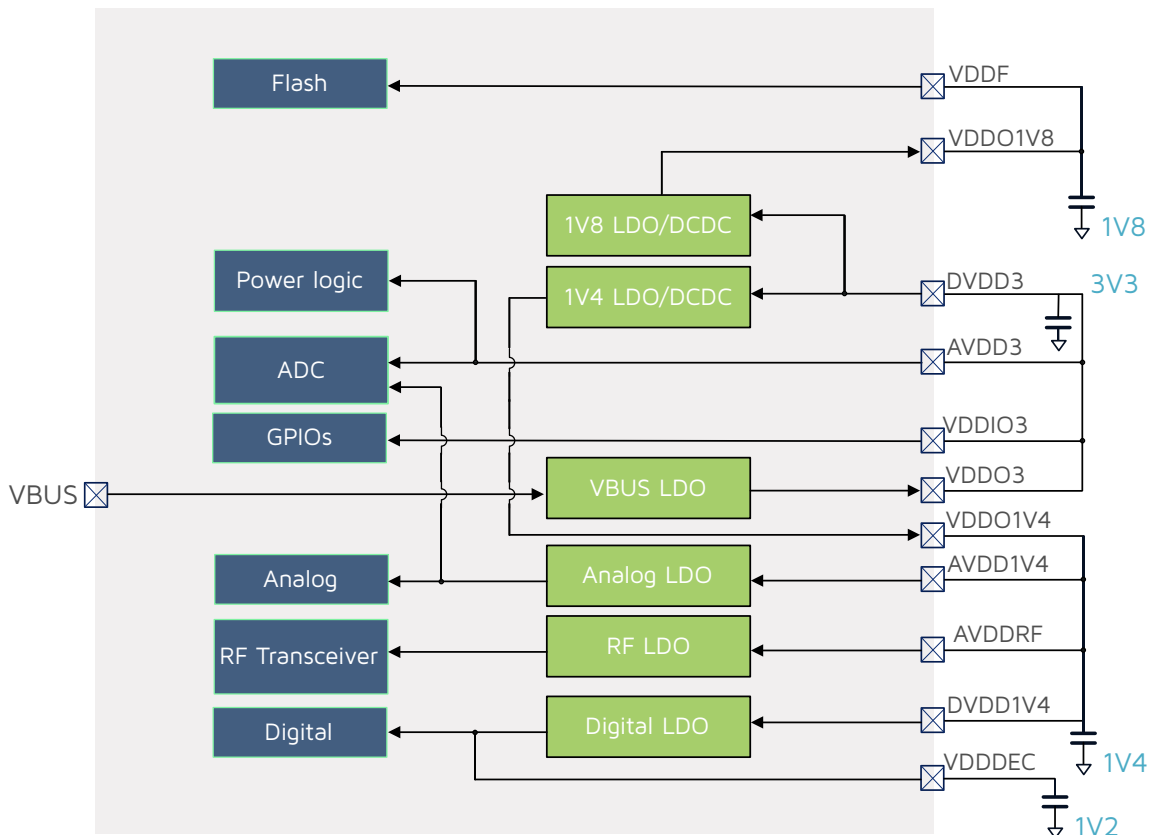 Flash
VDDF
VDDO1V8
1V8 LDO/DCDC
1V8
Power logic
1V4 LDO/DCDC
DVDD3
3V3
ADC
AVDD3
GPIOs
VDDIO3
VBUS
VBUS LDO
VDDO3
VDDO1V4
Analog
Analog LDO
AVDD1V4
RF Transceiver
RF LDO
AVDDRF
Digital
Digital LDO
DVDD1V4
1V4
VDDDEC
1V2